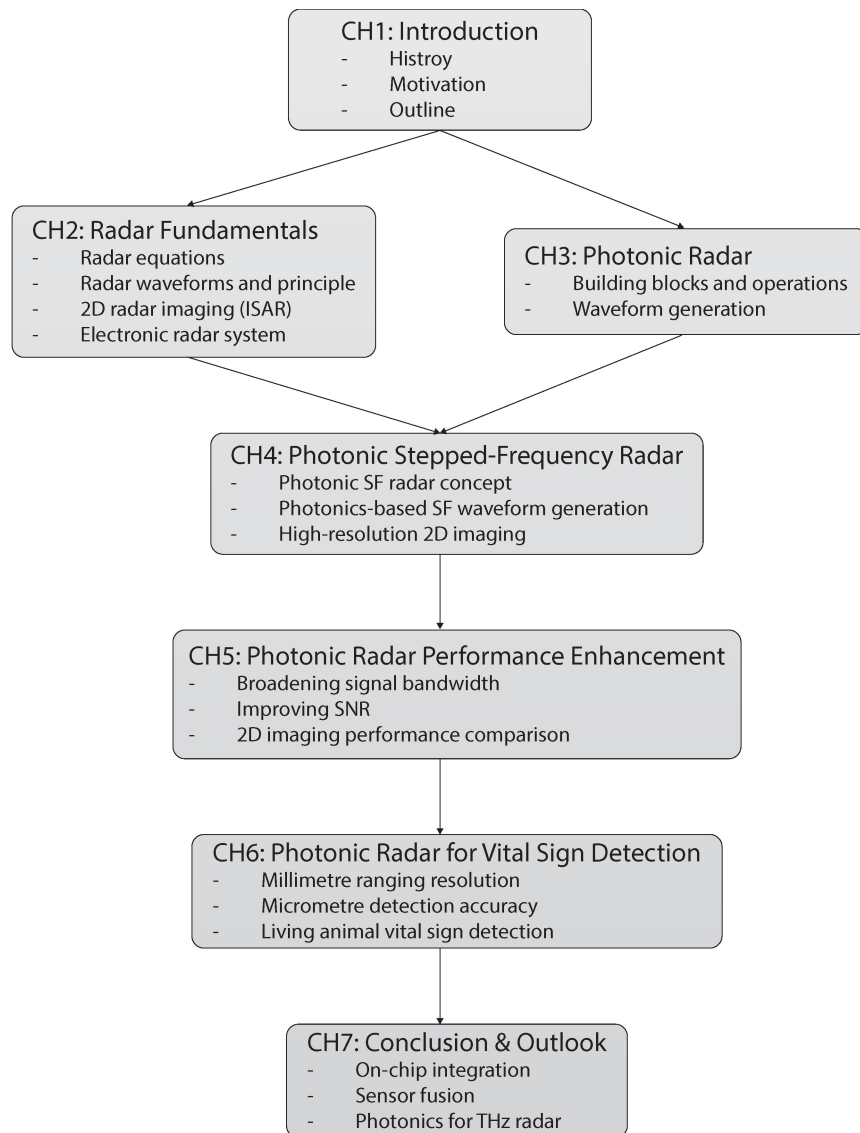 CH1: Introduction
- Histroy
- Motivation
- Outline
CH2: Radar Fundamentals
- Radar equations
- Radar waveforms and principle
- 2D radar imaging (ISAR)
- Electronic radar system
CH3: Photonic Radar
- Building blocks and operations
- Waveform generation
CH4: Photonic Stepped-Frequency Radar
- Photonic SF radar concept
- Photonics-based SF waveform generation
- High-resolution 2D imaging
CH5: Photonic Radar Performance Enhancement
- Broadening signal bandwidth
- Improving SNR
- 2D imaging performance comparison
CH6: Photonic Radar for Vital Sign Detection
- Millimetre ranging resolution
- Micrometre detection accuracy
- Living animal vital sign detection
CH7: Conclusion & Outlook
- On-chip integration
- Sensor fusion
- Photonics for THz radar